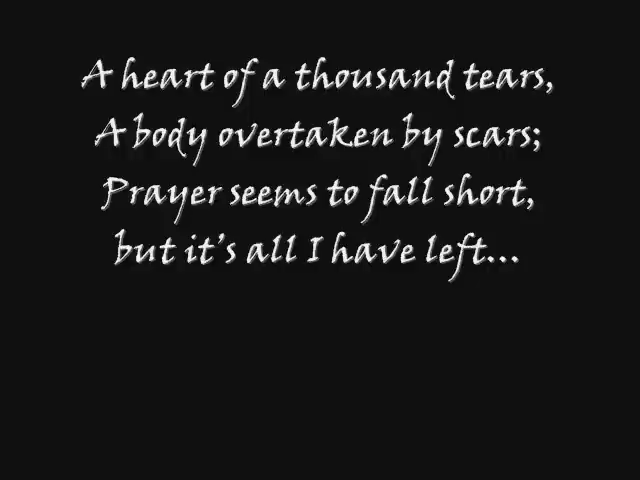 A heart of a thousand tears,
A body overtaken by scars;
Prayer seems to fall short,
but it's all I have left...